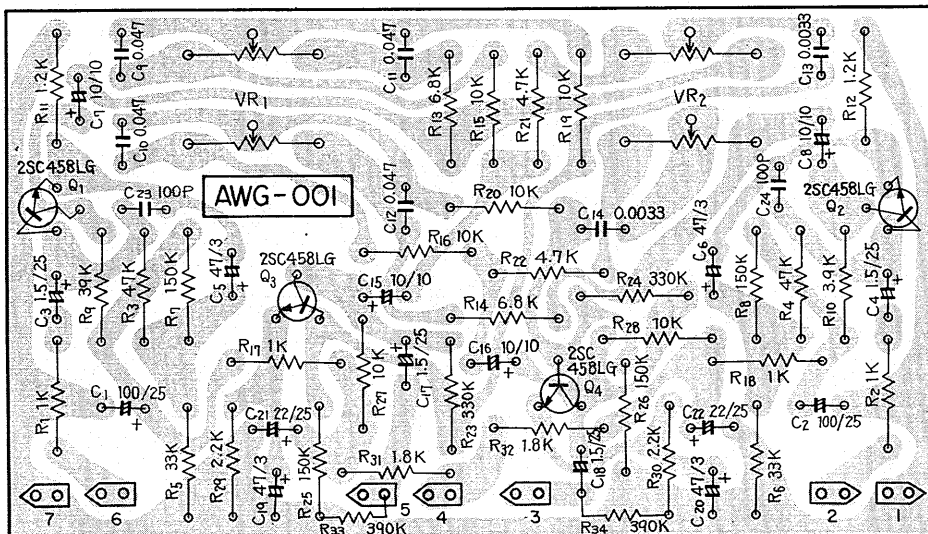 R11 1.2K
C7 10/10
C9 0.047
C10 0.047
VR1
C11 0.047
R13 6.8K
R15 10K
R21 4.7K
R19 10K
VR2
C13 0.0033
C8 10/10
R12 1.2K
2SC458LG
Q1
C23 100P
AWG-001
C12 0.047
R20 10K
C14 0.0033
C24 100P
2SC458LG
Q2
R16 10K
C3 1.5/25
R9 39K
R3 47K
R7 150K
C5 47/3
2SC458LG
Q3
C15 10/10
R22 4.7K
R24 330K
C6 47/3
R8 150K
R4 47K
R10 3.9K
C4 1.5/25
R14 6.8K
R28 10K
R17 1K
R27 10K
C17 1.5/25
C16 10/10
2SC
458LG
Q4
R26 150K
R18 1K
R1 1K
C1 100/25
R23 330K
C2 100/25
R2 1K
C21 22/25
R32 1.8K
C22 22/25
R5 33K
R29 2.2K
C19 47/3
R25 150K
R31 1.8K
C18 1.5/25
R30 2.2K
C20 47/3
R6 33K
7
6
R33 390K
5
4
3
R34 390K
2
1